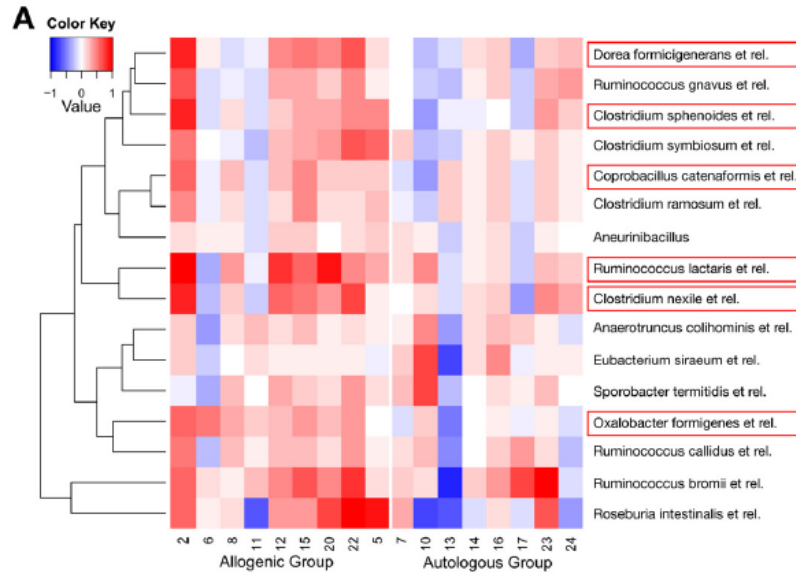 A
Color Key
−1 0 1
Value
Dorea formicigenerans et rel.
Ruminococcus gnavus et rel.
Clostridium sphenoides et rel.
Clostridium symbiosum et rel.
Coprobacillus catenaformis et rel.
Clostridium ramosum et rel.
Aneurinibacillus
Ruminococcus lactaris et rel.
Clostridium nexile et rel.
Anaerotruncus colihominis et rel.
Eubacterium siraeum et rel.
Sporobacter termitidis et rel.
Oxalobacter formigenes et rel.
Ruminococcus callidus et rel.
Ruminococcus bromii et rel.
Roseburia intestinalis et rel.
2 6 8 11 12 15 20 22 5 7 10 13 14 16 17 23 24
Allogenic Group Autologous Group